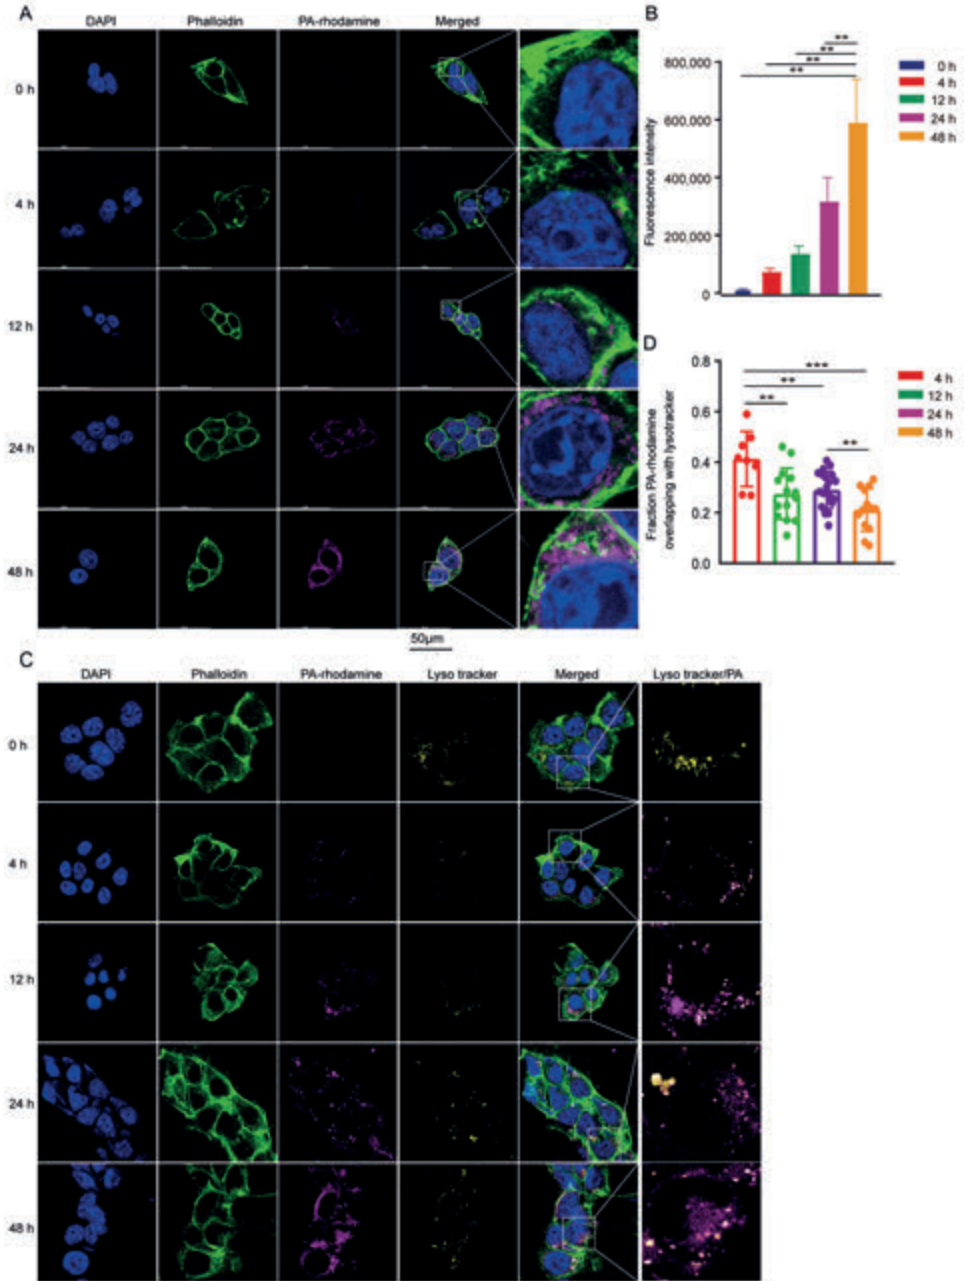 A
DAPI Phalloidin PA-rhodamine Merged
0 h
4 h
12 h
24 h
48 h
50µm
B
Fluorescence intensity
800,000
600,000
400,000
200,000
0
**
**
**
**
0 h
4 h
12 h
24 h
48 h
D
Fraction PA-rhodamine
overlapping with lysotracker
0.8
0.6
0.4
0.2
0.0
***
**
**
**
4 h
12 h
24 h
48 h
C
DAPI Phalloidin PA-rhodamine Lyso tracker Merged Lyso tracker/PA
0 h
4 h
12 h
24 h
48 h